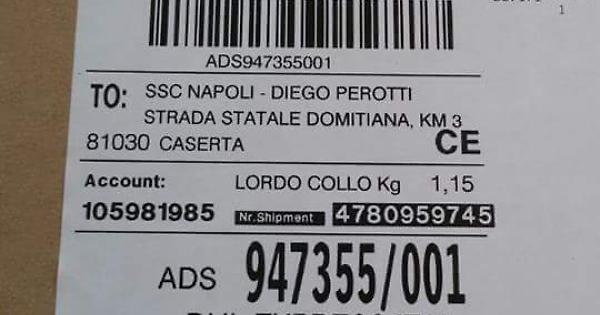 1
ADS947355001
TO: SSC NAPOLI - DIEGO PEROTTI
STRADA STATALE DOMITIANA, KM 3
81030 CASERTA CE
Account: LORDO COLLO Kg 1,15
105981985 Nr.Shipment 4780959745
ADS 947355/001